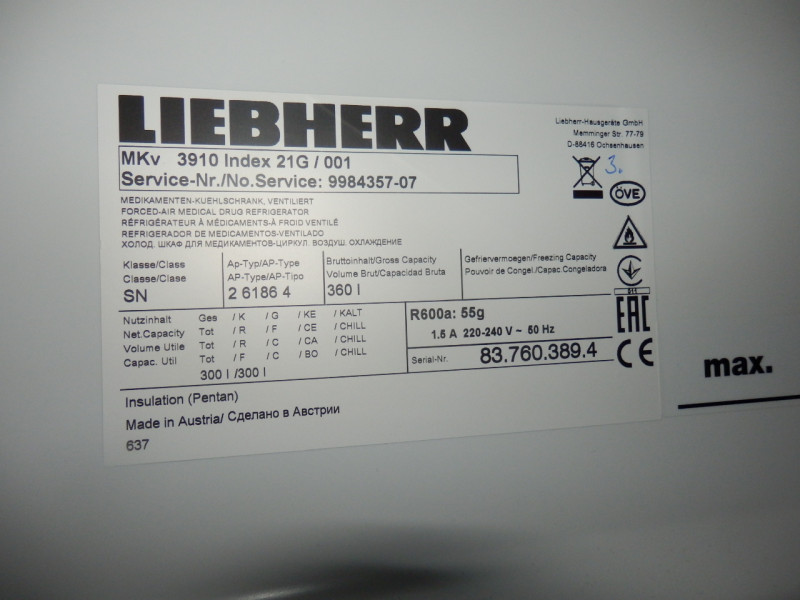 LIEBHERR
Liebherr-Hausgeräte GmbH
Memminger Str. 77-79
D-88416 Ochsenhausen
MKv 3910 Index 21G / 001
Service-Nr./No.Service: 9984357-07
3.
ÖVE
MEDIKAMENTEN-KUEHLSCHRANK, VENTILIERT
FORCED-AIR MEDICAL DRUG REFRIGERATOR
RÉFRIGÉRATEUR À MÉDICAMENTS-À FROID VENTILÉ
REFRIGERADOR DE MEDICAMENTOS-VENTILADO
ХОЛОД. ШКАФ ДЛЯ МЕДИКАМЕНТОВ-ЦИРКУЛ. ВОЗДУШ. ОХЛАЖДЕНИЕ
Klasse/Class
Classe/Clase
SN
Ap-Typ/AP-Type
AP-Type/AP-Tipo
2 6186 4
Bruttoinhalt/Gross Capacity
Volume Brut/Capacidad Bruta
360 l
Gefriervermoegen/Freezing Capacity
Pouvoir de Congel./Capac.Congeladora
Nutzinhalt Ges / K / G / KE / KALT
Net.Capacity Tot / R / F / CE / CHILL
Volume Utile Tot / R / C / CA / CHILL
Capac. Util Tot / F / C / BO / CHILL
300 l /300 l
R600a: 55g
1.5 A 220-240 V ~ 50 Hz
Serial-Nr. 83.760.389.4
011
EAC
CE
Insulation (Pentan)
Made in Austria/ Сделано в Австрии
637
max.